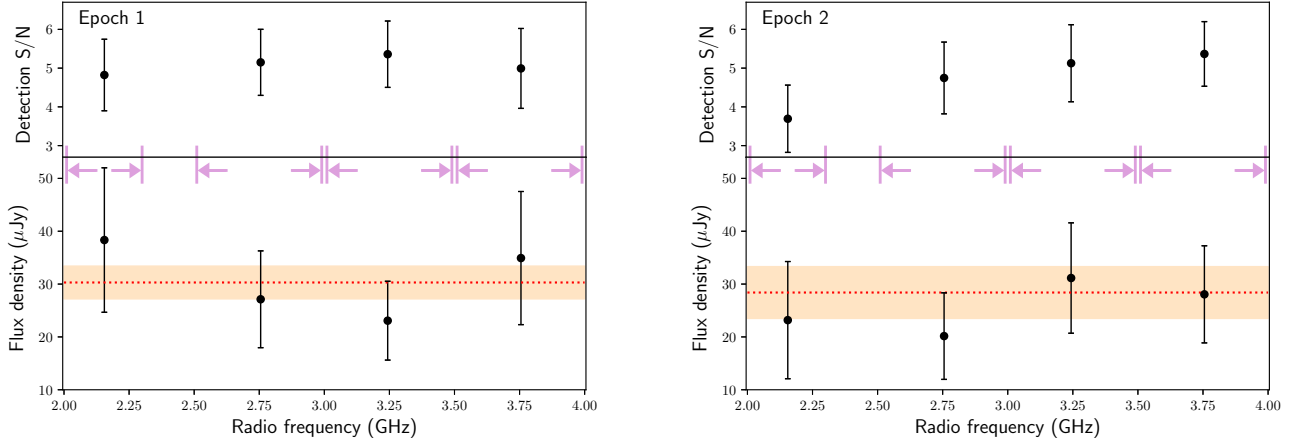 Epoch 1
Detection S/N
6
5
4
3
Flux density (μJy)
50
40
30
20
10
2.00 2.25 2.50 2.75 3.00 3.25 3.50 3.75 4.00
Radio frequency (GHz)
Epoch 2
Detection S/N
6
5
4
3
Flux density (μJy)
50
40
30
20
10
2.00 2.25 2.50 2.75 3.00 3.25 3.50 3.75 4.00
Radio frequency (GHz)